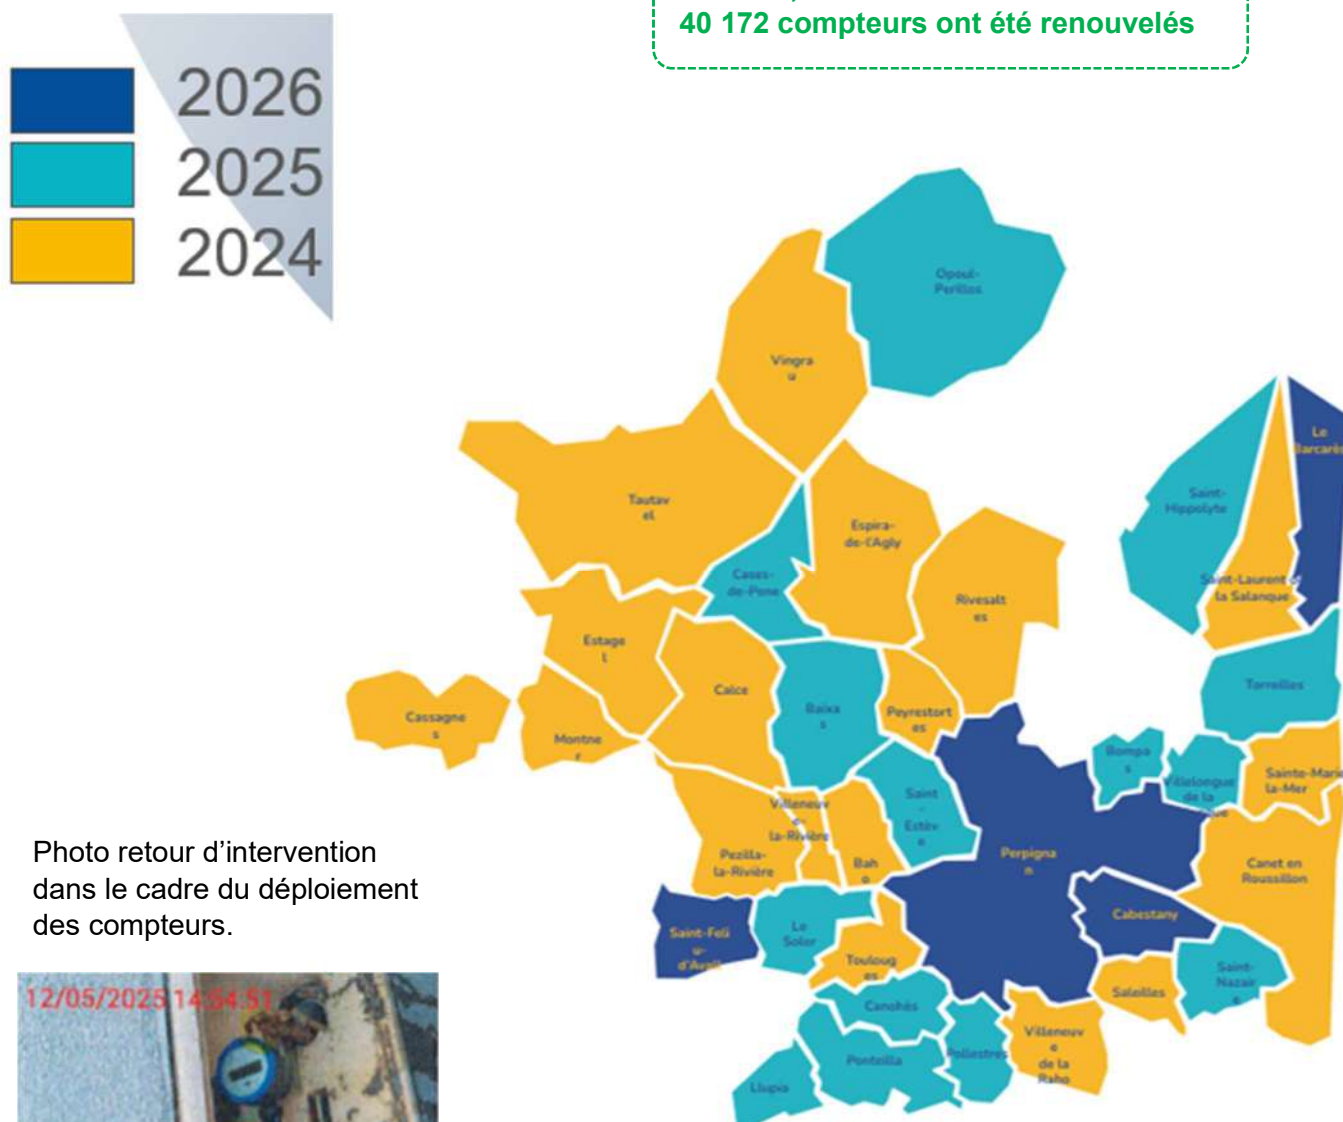 40 172 compteurs ont été renouvelés
2026
2025
2024
Opoul-
Perillos
Vingra
u
Le
Barcarès
Saint-
Hippolyte
Tautav
el
Espira-
de-l'Agly
Cases-
de-Pene
Saint-Laurent d
la Salanque
Rivesalt
es
Estage
l
Calce
Torreilles
Baixa
s
Peyrestort
es
Cassagne
s
Montne
r
Bompa
s
Villelongue
de la
Sainte-Marie
la-Mer
Villeneuv
e-
la-Rivière
Saint
-
Estèv
e
Pezilla-
la-Rivière
Bah
o
Perpigna
n
Canet en
Roussillon
Photo retour d'intervention
dans le cadre du déploiement
des compteurs.
Cabestany
Saint-Feli
u-
d'Avall
Le
Soler
Touloug
es
Saleilles
Saint-
Nazair
e
Canohès
Villeneuv
e
de la
Raho
Ponteilla
Pollestres
Llupia
12/05/2025 14:54:51